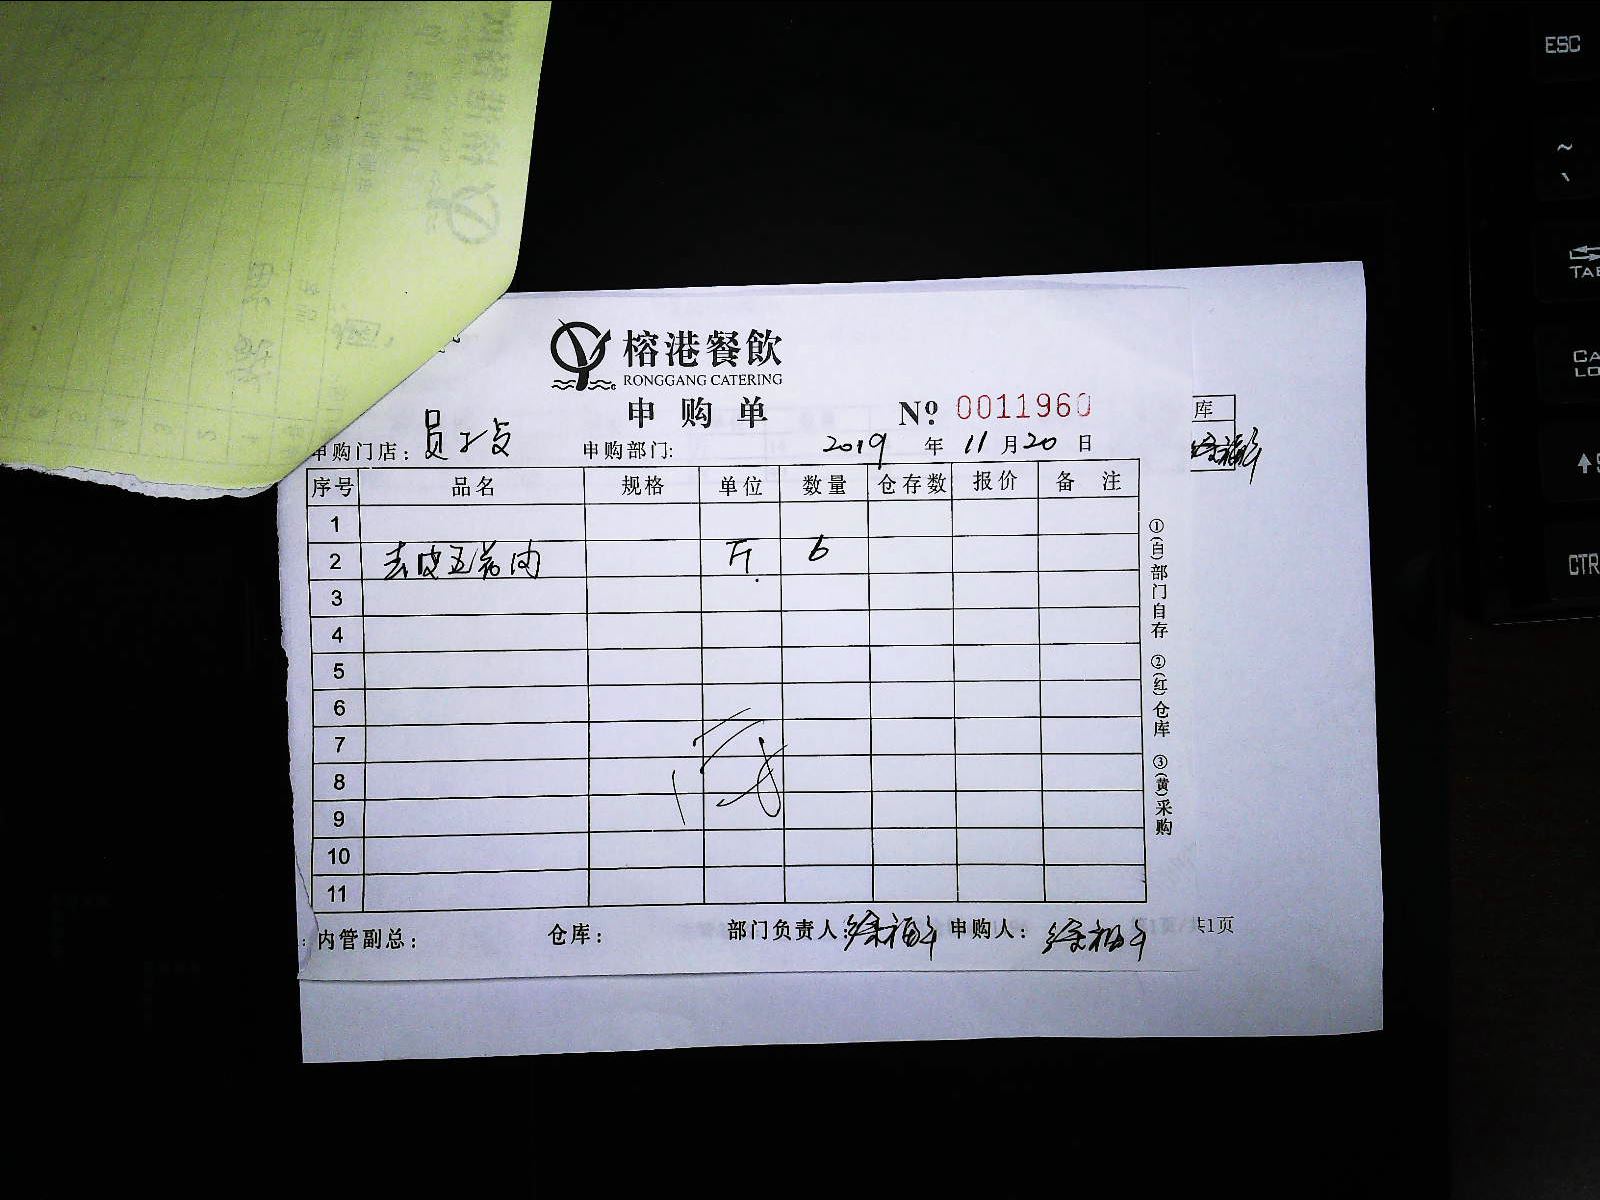 榕港餐飲
RONGGANG CATERING
申购单
№ 0011960
申购门店: 员工点 申购部门: 2019 年 11 月 20 日
序号 品名 规格 单位 数量 仓存数 报价 备注
1
2 去皮五花肉 斤 6
3
4
5
6
7
8
9
10
11
①(白)部门自存 ②(红)仓库 ③(黄)采购
内管副总: 仓库: 部门负责人: 申购人:
库
共1页
ESC
~
TAB
CA
LO
CTR